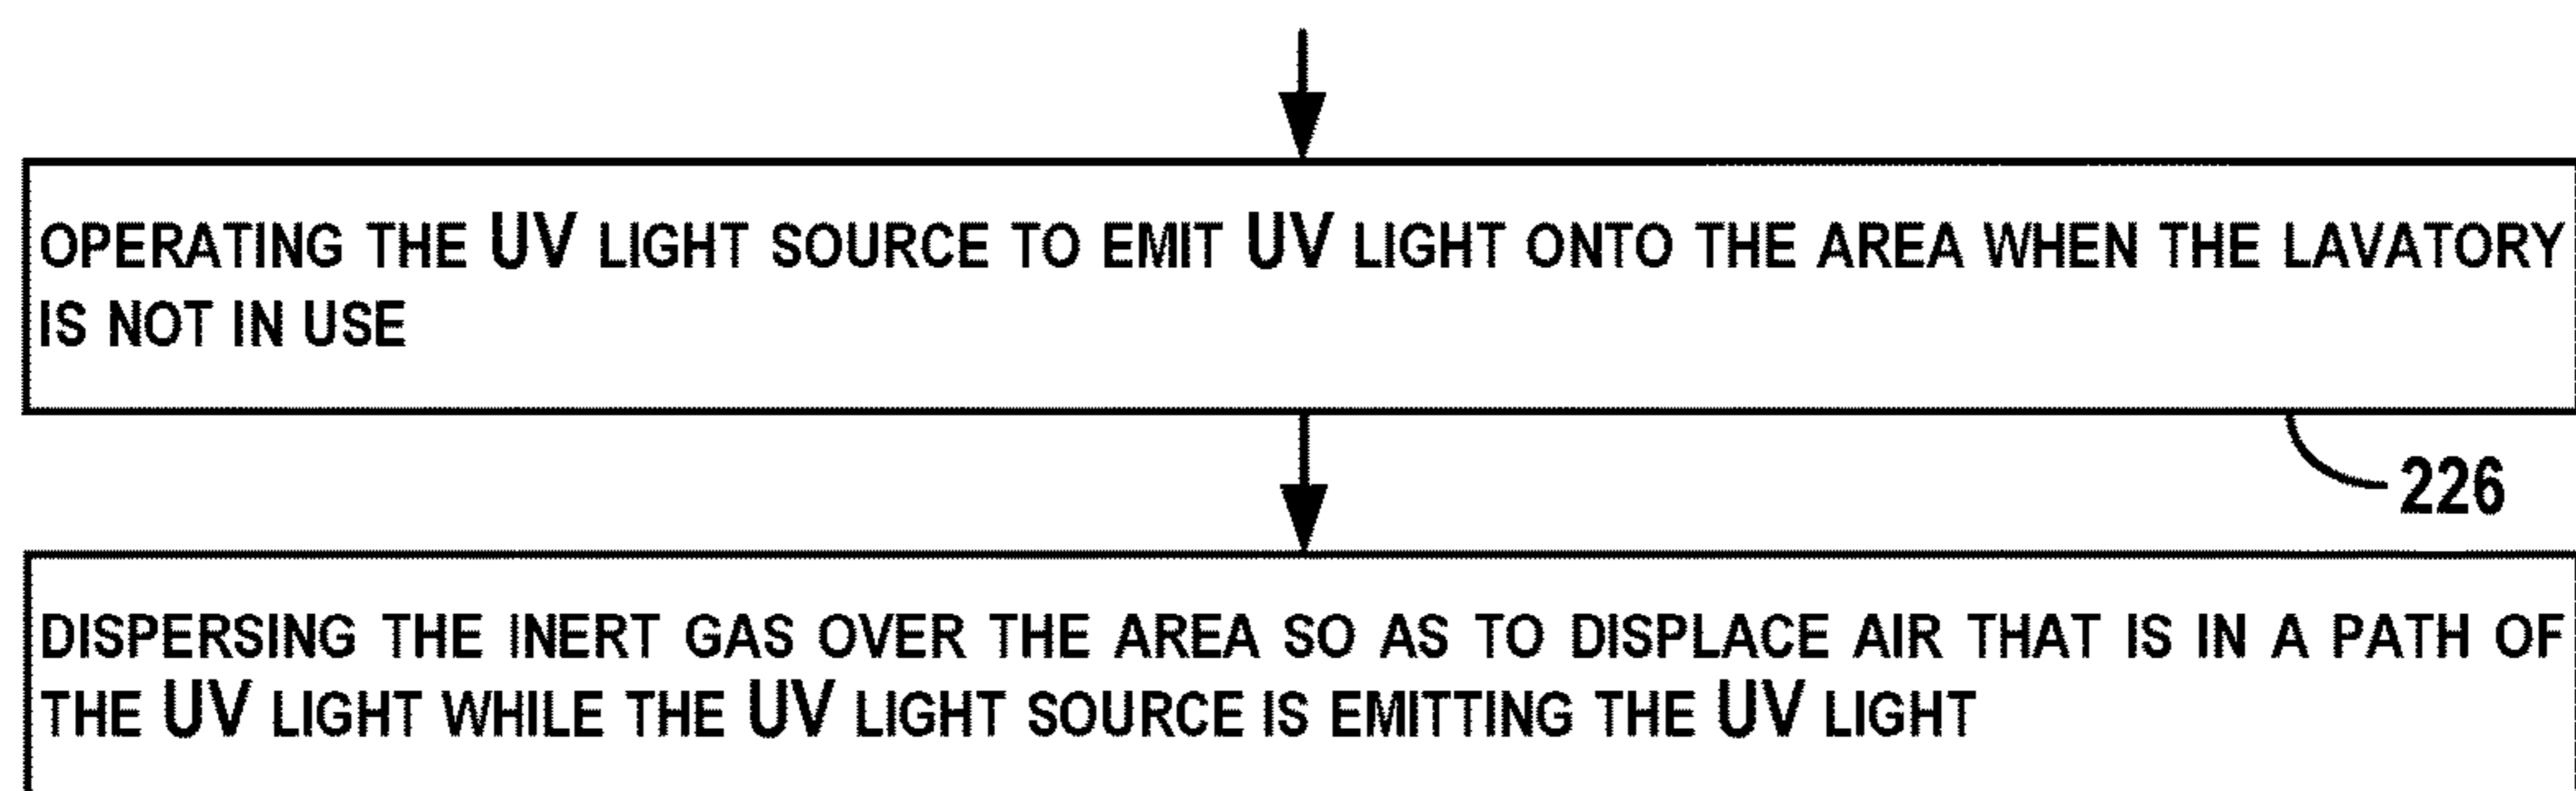 OPERATING THE UV LIGHT SOURCE TO EMIT UV LIGHT ONTO THE AREA WHEN THE LAVATORY
IS NOT IN USE
226
DISPERSING THE INERT GAS OVER THE AREA SO AS TO DISPLACE AIR THAT IS IN A PATH OF
THE UV LIGHT WHILE THE UV LIGHT SOURCE IS EMITTING THE UV LIGHT